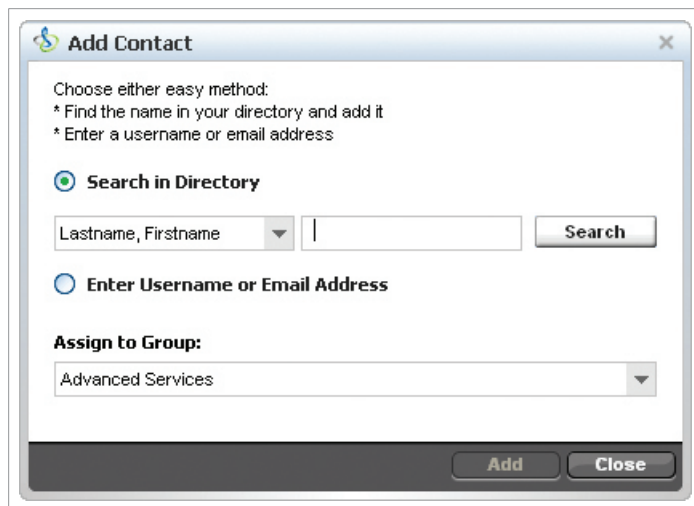 Add Contact
Choose either easy method:
* Find the name in your directory and add it
* Enter a username or email address
Search in Directory
Lastname, Firstname
Search
Enter Username or Email Address
Assign to Group:
Advanced Services
Add
Close